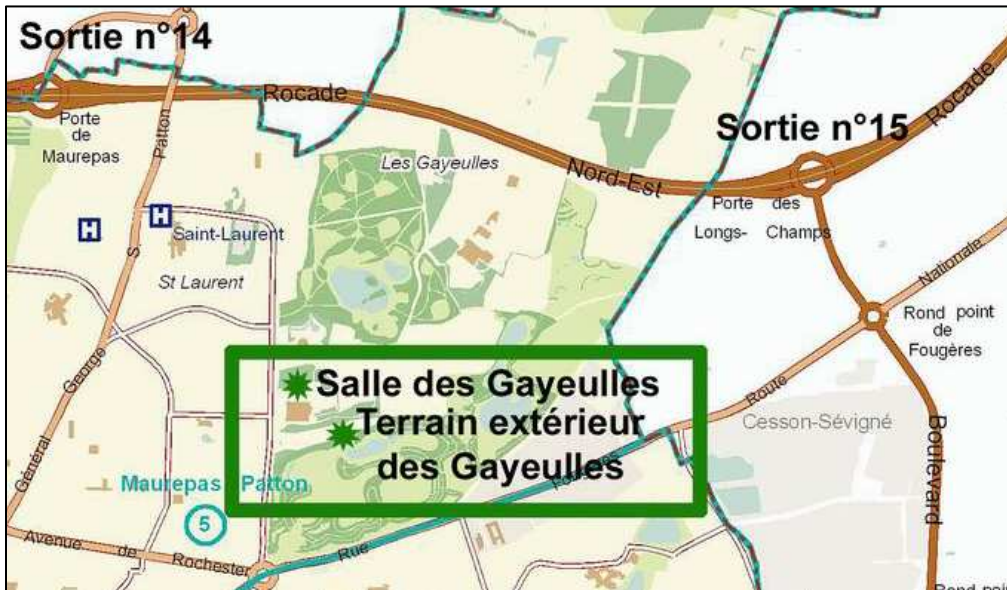 Sortie n°14
Rocade
Rocade
Porte
de
Maurepas
Patton
Sortie n°15
Les Gayeulles
Nord-Est
Porte des
Longs- Champs
H
H
Saint-Laurent
S.
St Laurent
Nationale
Rond point
de
Fougères
George
Salle des Gayeulles
Terrain extérieur
des Gayeulles
Route
Cesson-Sévigné
Général
Boulevard
Maurepas Patton
5
Avenue de Rochester
Rue
Fougères